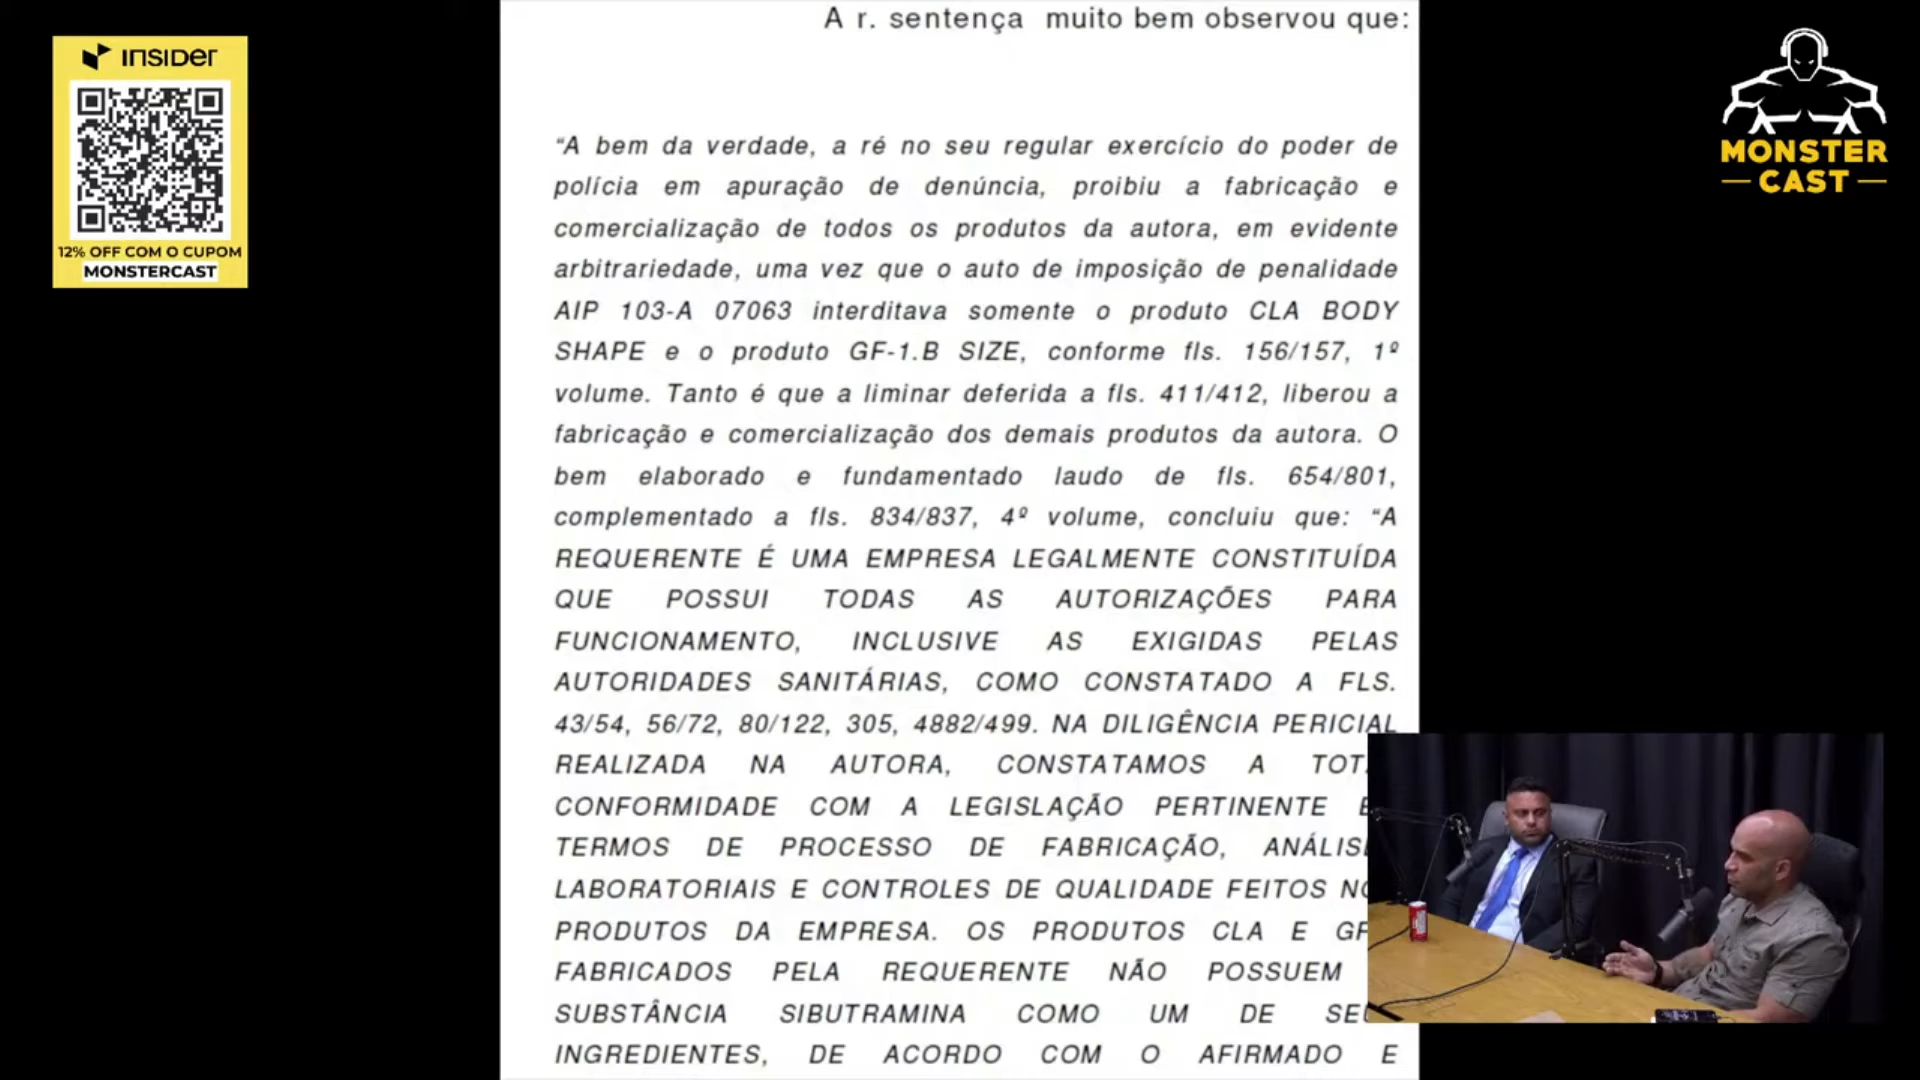 INSIDER
12% OFF COM O CUPOM
MONSTERCAST
A r. sentença muito bem observou que:
“A bem da verdade, a ré no seu regular exercício do poder de
polícia em apuração de denúncia, proibiu a fabricação e
comercialização de todos os produtos da autora, em evidente
arbitrariedade, uma vez que o auto de imposição de penalidade
AIP 103-A 07063 interditava somente o produto CLA BODY
SHAPE e o produto GF-1.B SIZE, conforme fls. 156/157, 1º
volume. Tanto é que a liminar deferida a fls. 411/412, liberou a
fabricação e comercialização dos demais produtos da autora. O
bem elaborado e fundamentado laudo de fls. 654/801,
complementado a fls. 834/837, 4º volume, concluiu que: “A
REQUERENTE É UMA EMPRESA LEGALMENTE CONSTITUÍDA
QUE POSSUI TODAS AS AUTORIZAÇÕES PARA
FUNCIONAMENTO, INCLUSIVE AS EXIGIDAS PELAS
AUTORIDADES SANITÁRIAS, COMO CONSTATADO A FLS.
43/54, 56/72, 80/122, 305, 4882/499. NA DILIGÊNCIA PERICIAL
REALIZADA NA AUTORA, CONSTATAMOS A
CONFORMIDADE COM A LEGISLAÇÃO PERTINENTE
TERMOS DE PROCESSO DE FABRICAÇÃO,
LABORATORIAIS E CONTROLES DE QUALIDADE FEITOS
PRODUTOS DA EMPRESA. OS PRODUTOS CLA E
FABRICADOS PELA REQUERENTE NÃO POSSUEM
SUBSTÂNCIA SIBUTRAMINA COMO UM DE
INGREDIENTES, DE ACORDO COM O AFIRMADO E
MONSTER
CAST